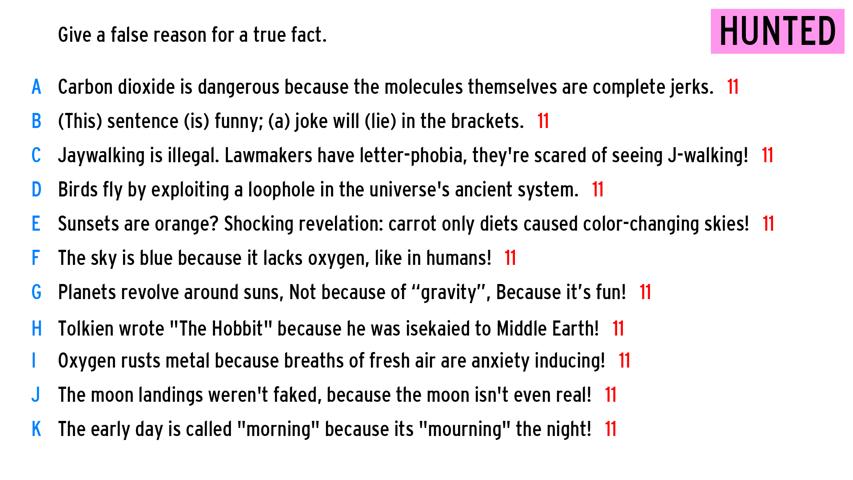 Give a false reason for a true fact.
HUNTED
A Carbon dioxide is dangerous because the molecules themselves are complete jerks. 11
B (This) sentence (is) funny; (a) joke will (lie) in the brackets. 11
C Jaywalking is illegal. Lawmakers have letter-phobia, they're scared of seeing J-walking! 11
D Birds fly by exploiting a loophole in the universe's ancient system. 11
E Sunsets are orange? Shocking revelation: carrot only diets caused color-changing skies! 11
F The sky is blue because it lacks oxygen, like in humans! 11
G Planets revolve around suns, Not because of “gravity”, Because it’s fun! 11
H Tolkien wrote "The Hobbit" because he was isekaied to Middle Earth! 11
I Oxygen rusts metal because breaths of fresh air are anxiety inducing! 11
J The moon landings weren't faked, because the moon isn't even real! 11
K The early day is called "morning" because its "mourning" the night! 11